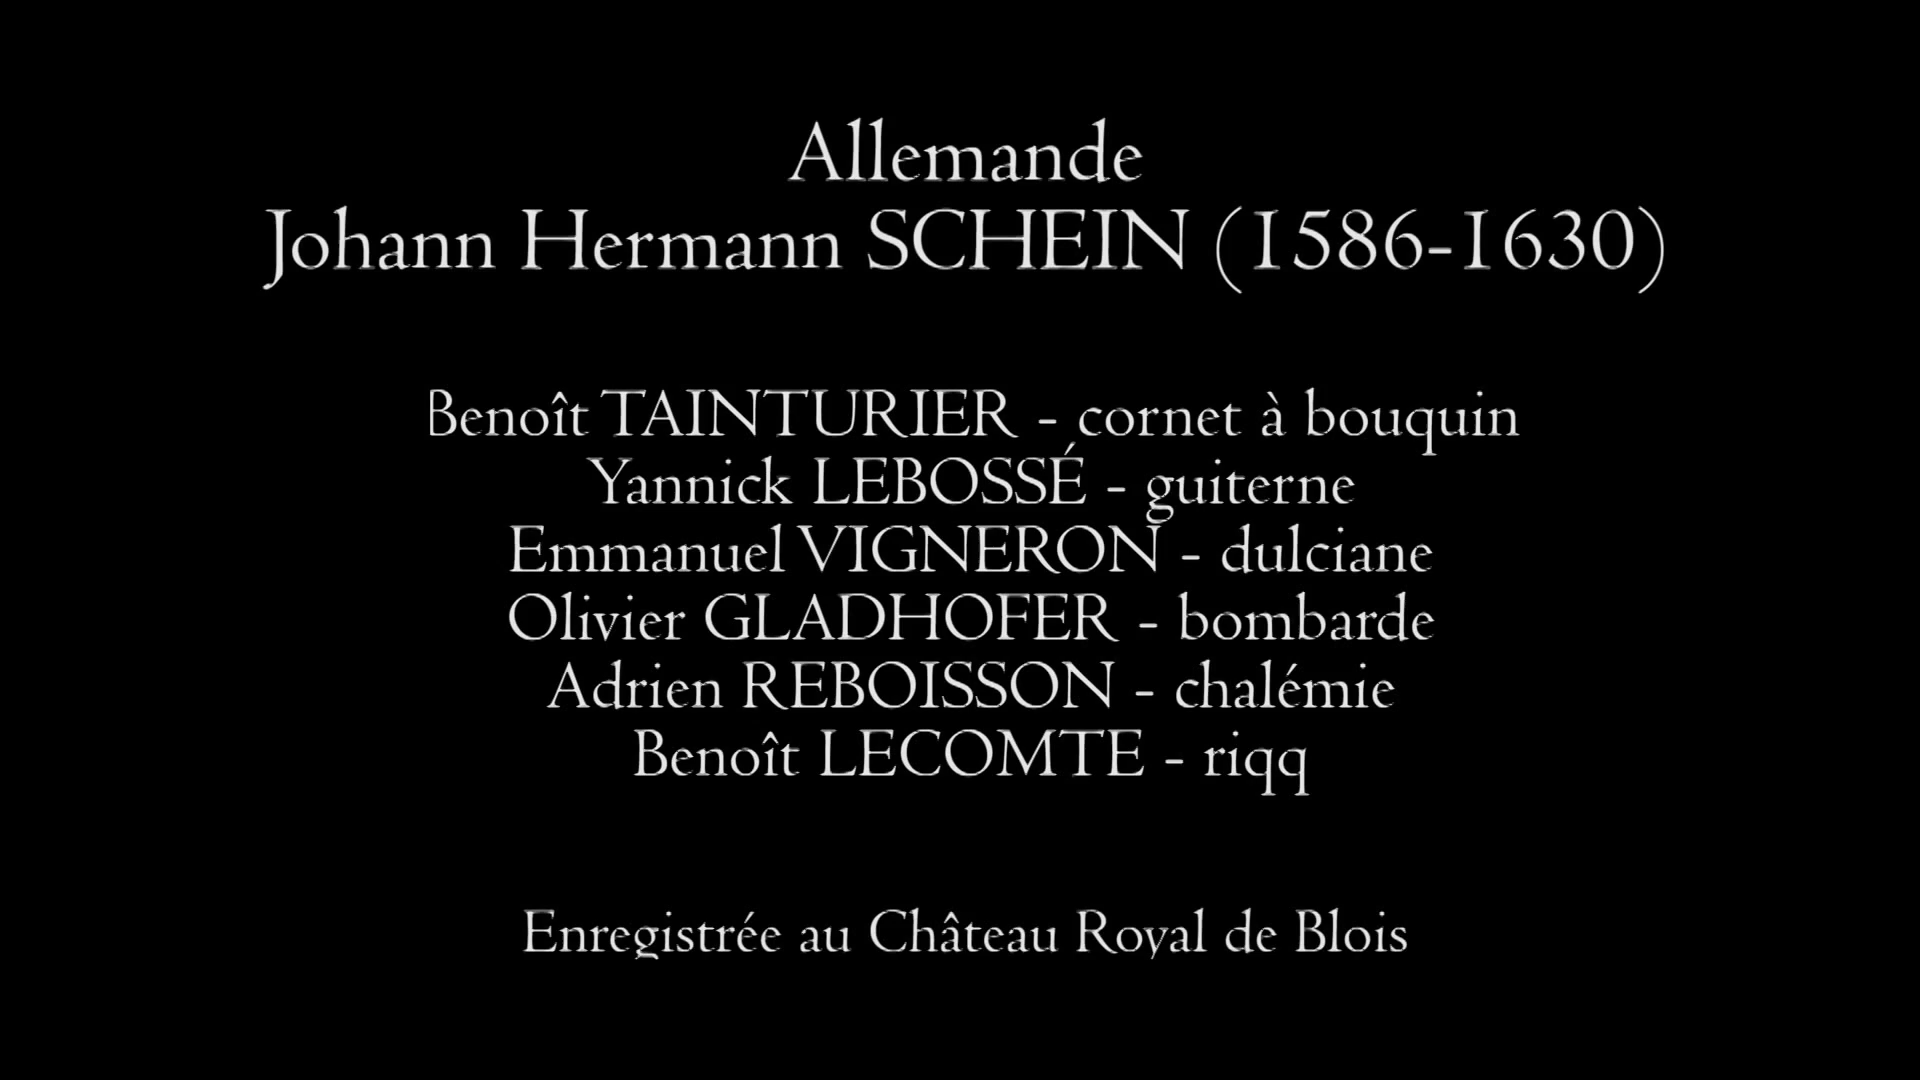 Allemande
Johann Hermann SCHEIN (1586-1630)
Benoît TAINTURIER - cornet à bouquin
Yannick LEBOSSÉ - guiterne
Emmanuel VIGNERON - dulciane
Olivier GLADHOFER - bombarde
Adrien REBOISSON - chalémie
Benoît LECOMTE - riqq
Enregistrée au Château Royal de Blois